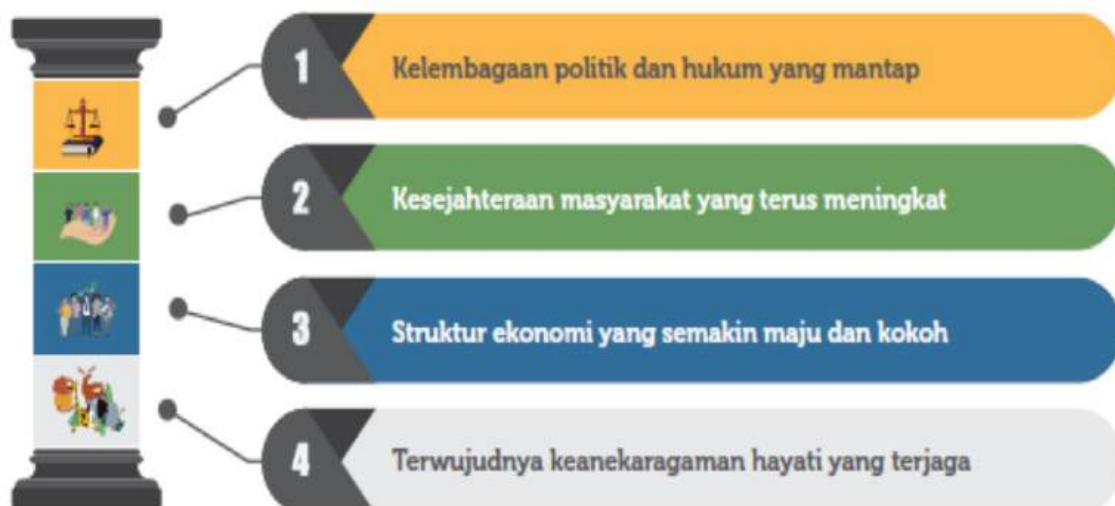 1
Kelembagaan politik dan hukum yang mantap
2
Kesejahteraan masyarakat yang terus meningkat
3
Struktur ekonomi yang semakin maju dan kokoh
4
Terwujudnya keanekaragaman hayati yang terjaga